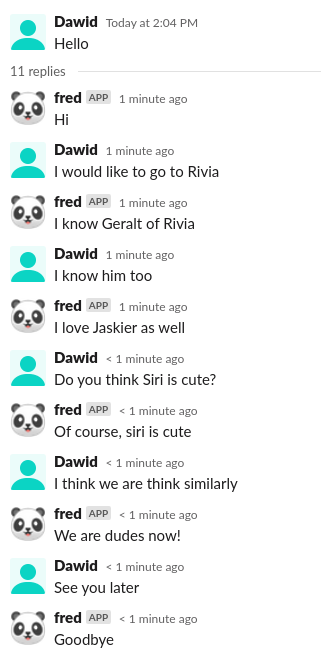 Dawid Today at 2:04 PM
Hello
11 replies
fred APP 1 minute ago
Hi
Dawid 1 minute ago
I would like to go to Rivia
fred APP 1 minute ago
I know Geralt of Rivia
Dawid 1 minute ago
I know him too
fred APP 1 minute ago
I love Jaskier as well
Dawid < 1 minute ago
Do you think Siri is cute?
fred APP < 1 minute ago
Of course, siri is cute
Dawid < 1 minute ago
I think we are think similarly
fred APP < 1 minute ago
We are dudes now!
Dawid < 1 minute ago
See you later
fred APP < 1 minute ago
Goodbye